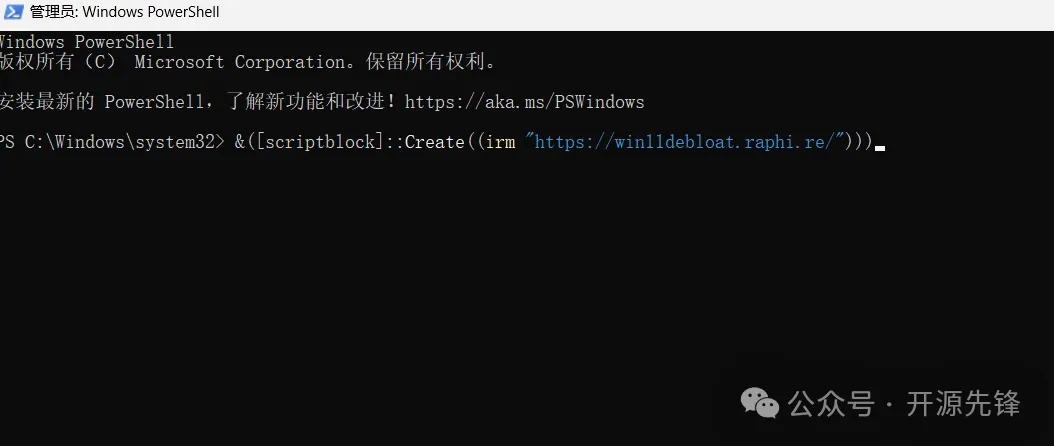 管理员: Windows PowerShell
Windows PowerShell
版权所有（C） Microsoft Corporation。保留所有权利。
安装最新的 PowerShell，了解新功能和改进！https://aka.ms/PSWindows
PS C:\Windows\system32> &([scriptblock]::Create((irm "https://win11debloat.raphi.re/")))
公众号 · 开源先锋